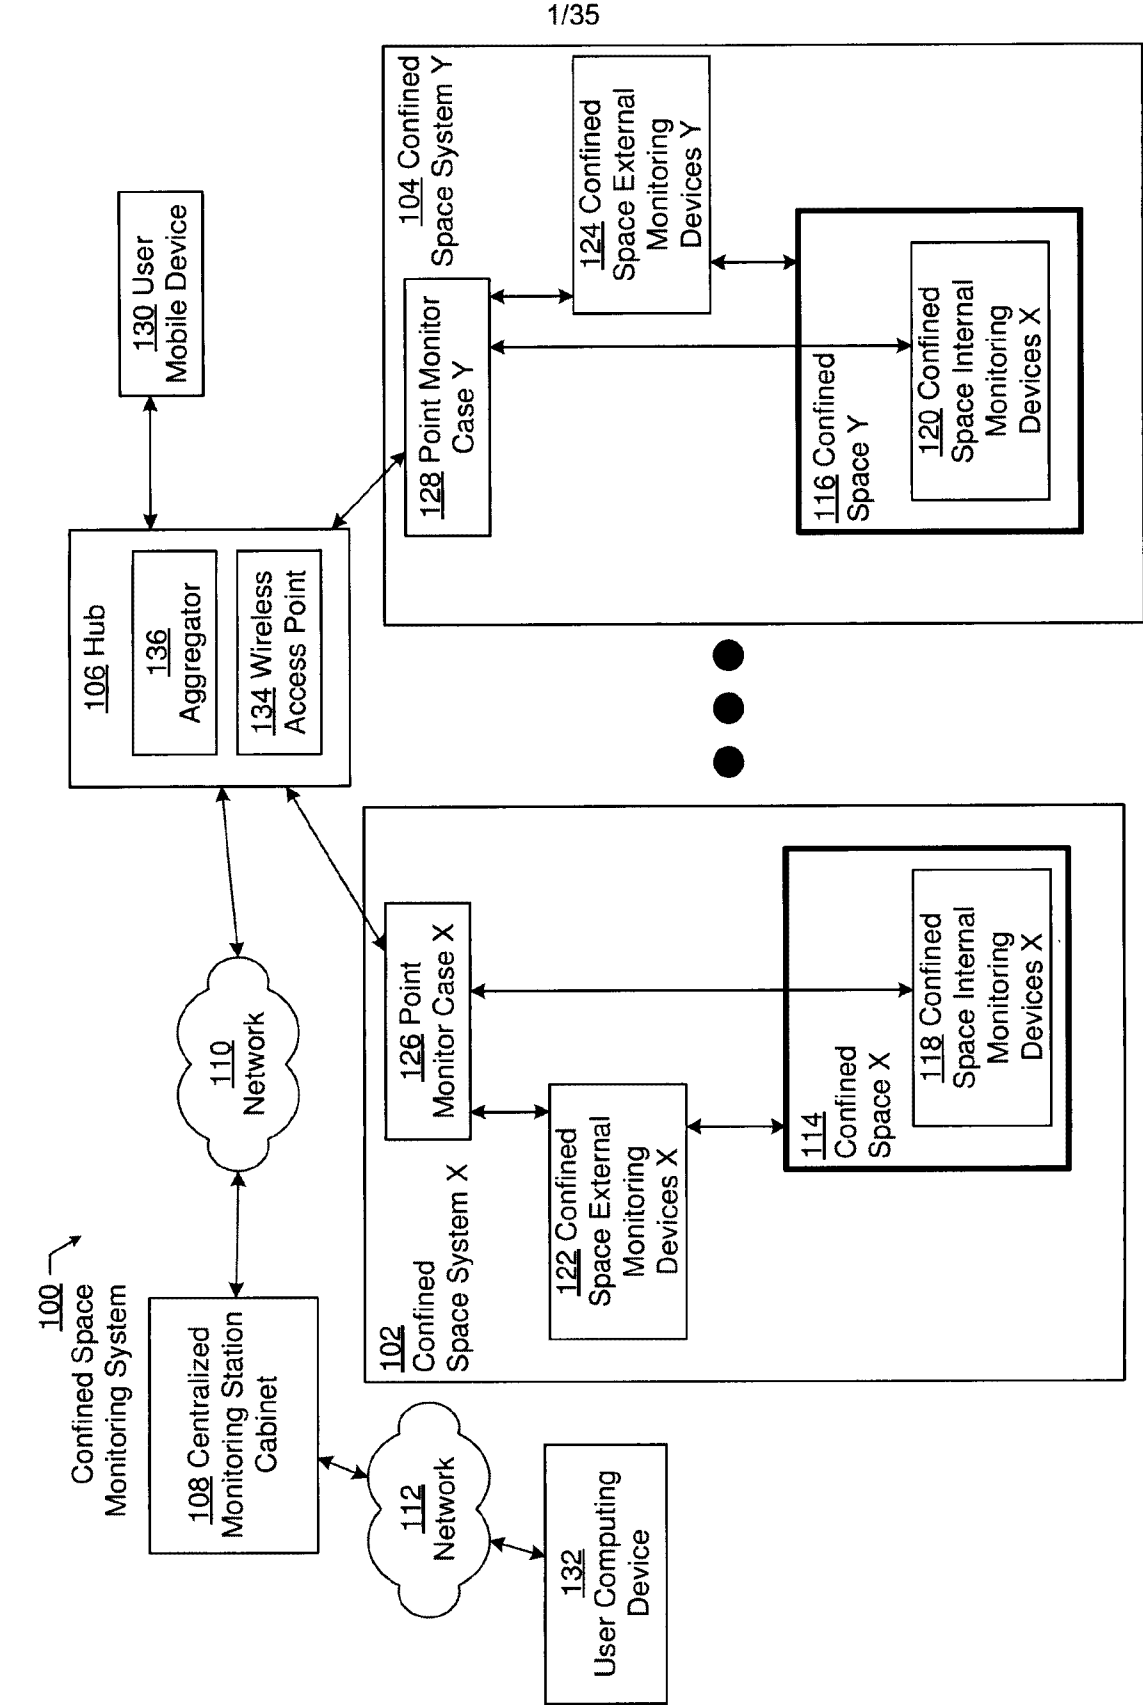 1/35
100
Confined Space
Monitoring System
108 Centralized
Monitoring Station
Cabinet
110
Network
106 Hub
136
Aggregator
134 Wireless
Access Point
130 User
Mobile Device
112
Network
132
User Computing
Device
102
Confined
Space System X
126 Point
Monitor Case X
122 Confined
Space External
Monitoring
Devices X
114
Confined
Space X
118 Confined
Space Internal
Monitoring
Devices X
104 Confined
Space System Y
128 Point Monitor
Case Y
124 Confined
Space External
Monitoring
Devices Y
116 Confined
Space Y
120 Confined
Space Internal
Monitoring
Devices X